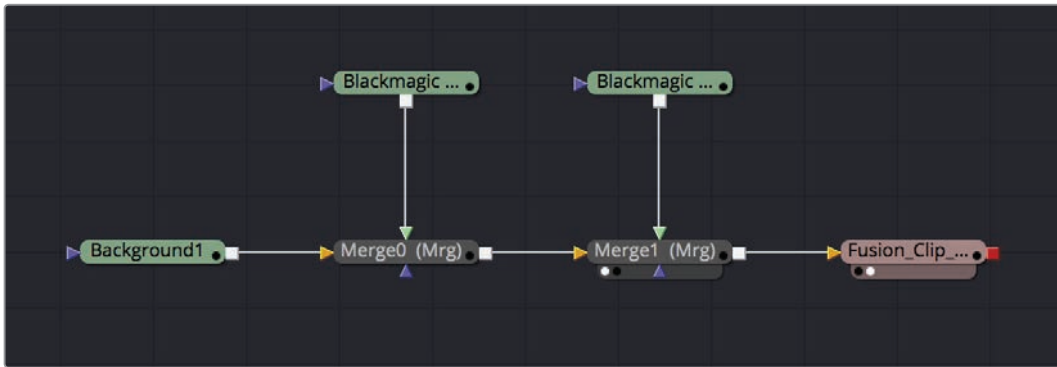 Blackmagic ...
Blackmagic ...
Background1
Merge0 (Mrg)
Merge1 (Mrg)
Fusion_Clip_...